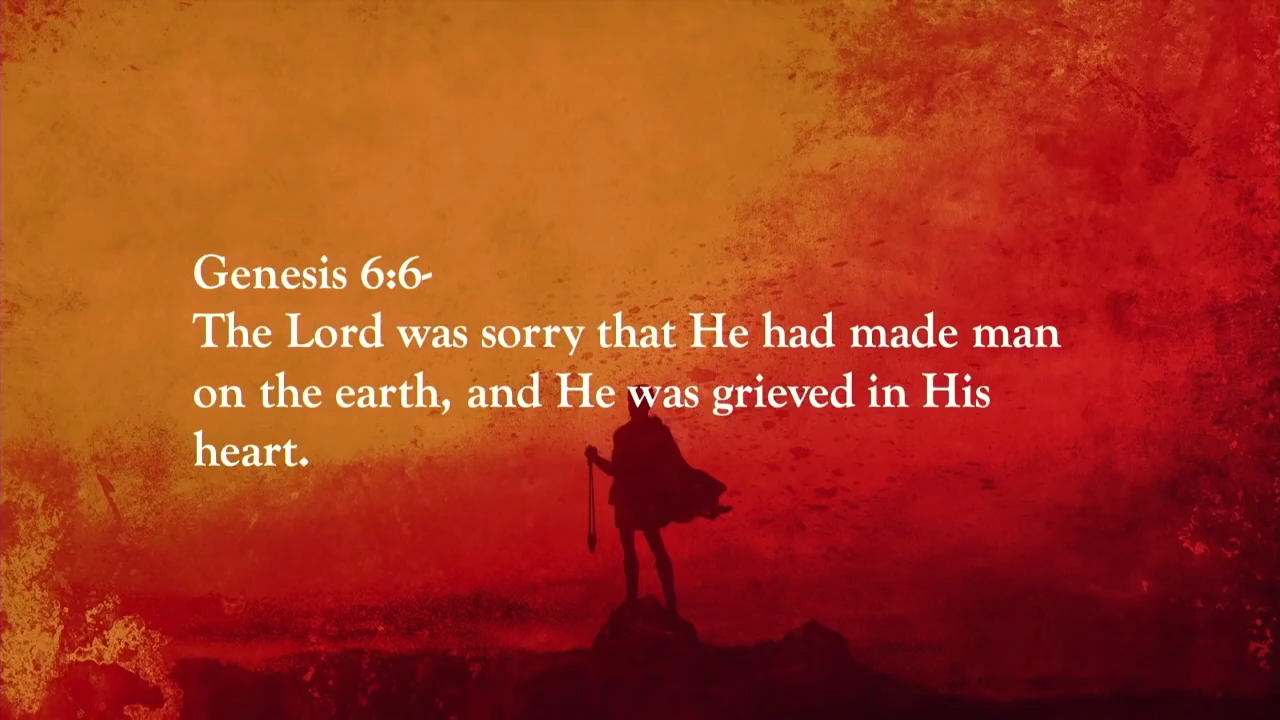 Genesis 6:6-
The Lord was sorry that He had made man
on the earth, and He was grieved in His
heart.